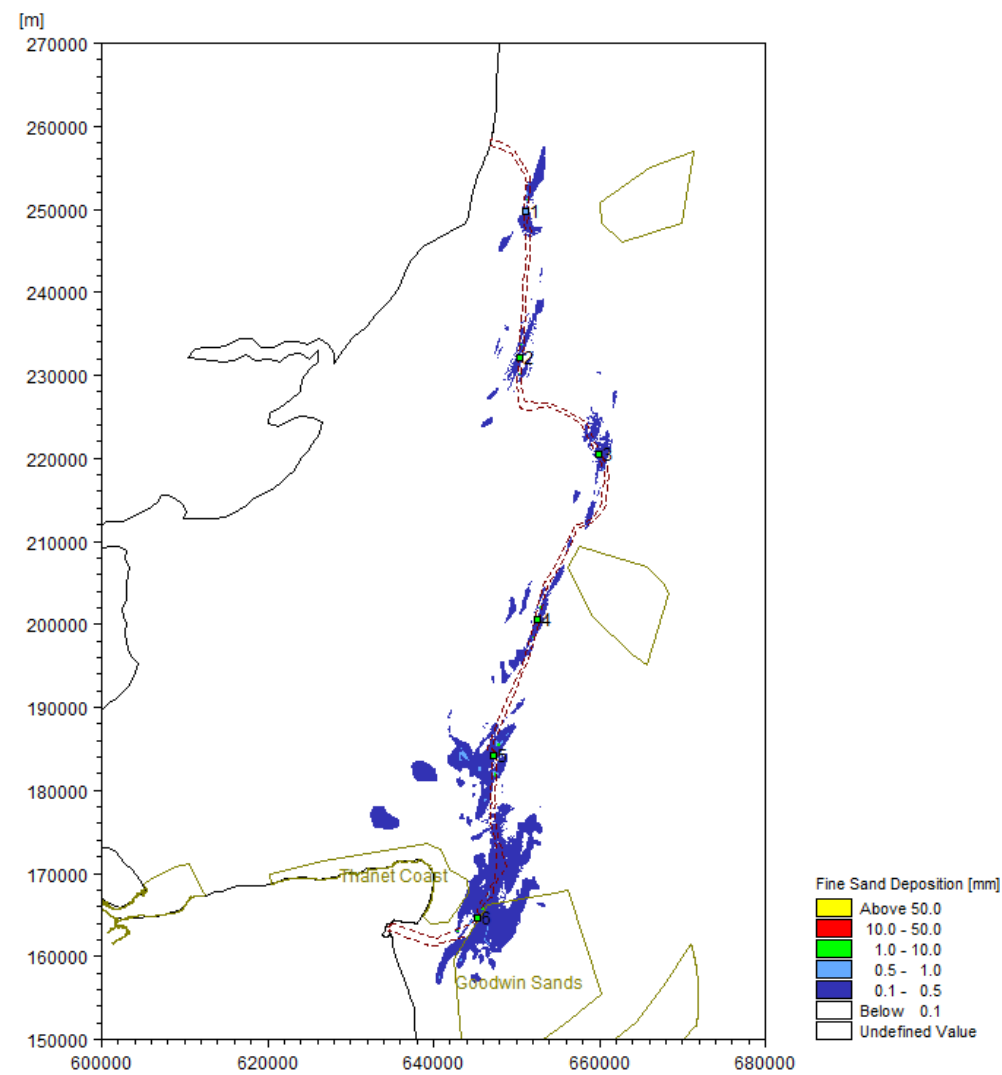 [m]
270000
260000
250000
240000
230000
220000
210000
200000
190000
180000
170000
160000
150000
600000 620000 640000 660000 680000
1
2
3
4
5
6
Thanet Coast
Goodwin Sands
Fine Sand Deposition [mm]
Above 50.0
10.0 - 50.0
1.0 - 10.0
0.5 - 1.0
0.1 - 0.5
Below 0.1
Undefined Value